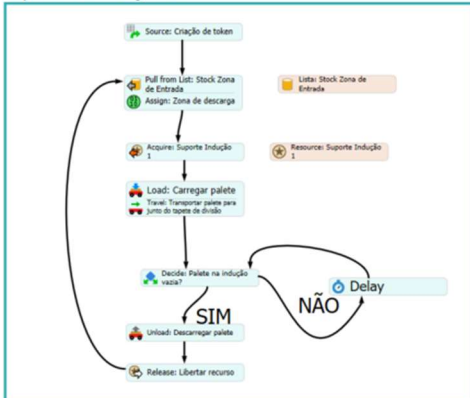 Source: Criação de token
Pull from List: Stock Zona
de Entrada
Assign: Zona de descarga
Lista: Stock Zona de
Entrada
Acquire: Suporte Indução
1
Resource: Suporte Indução
1
Load: Carregar palete
Travel: Transportar palete para
junto do tapete de divisão
Decide: Palete na indução
vazia?
Delay
SIM
NÃO
Unload: Descarregar palete
Release: Libertar recurso